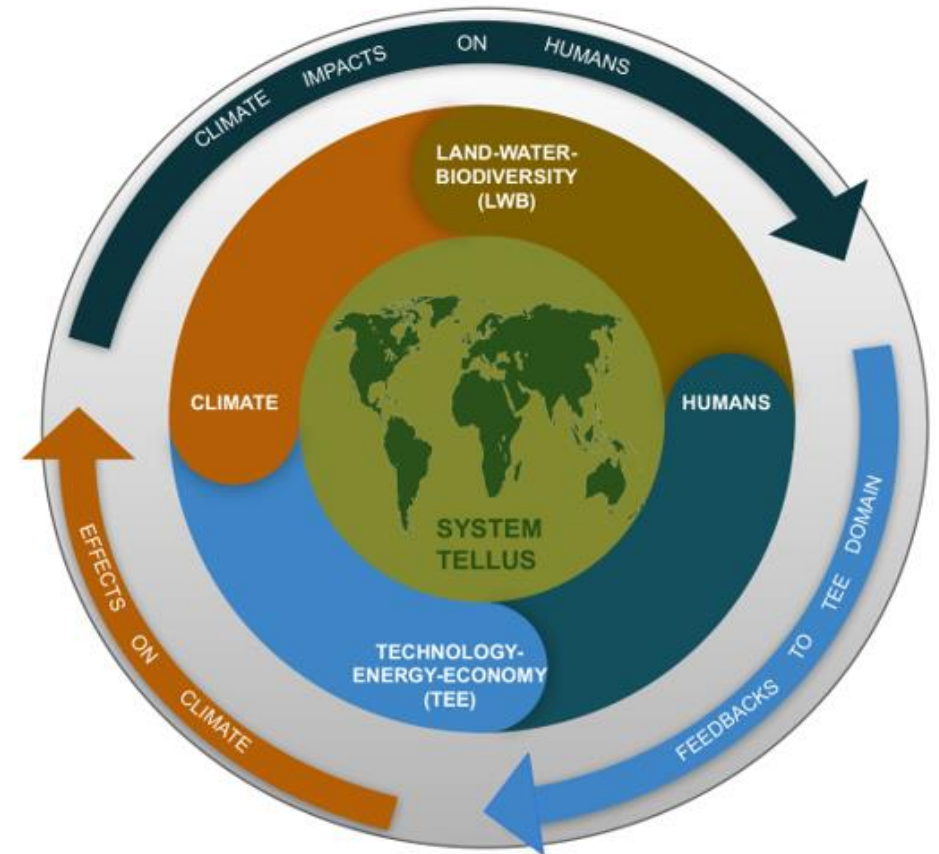 CLIMATE IMPACTS ON HUMANS
LAND-WATER-
BIODIVERSITY
(LWB)
CLIMATE
HUMANS
SYSTEM
TELLUS
TECHNOLOGY-
ENERGY-ECONOMY
(TEE)
FEEDBACKS TO TEE DOMAIN
EFFECTS ON CLIMATE